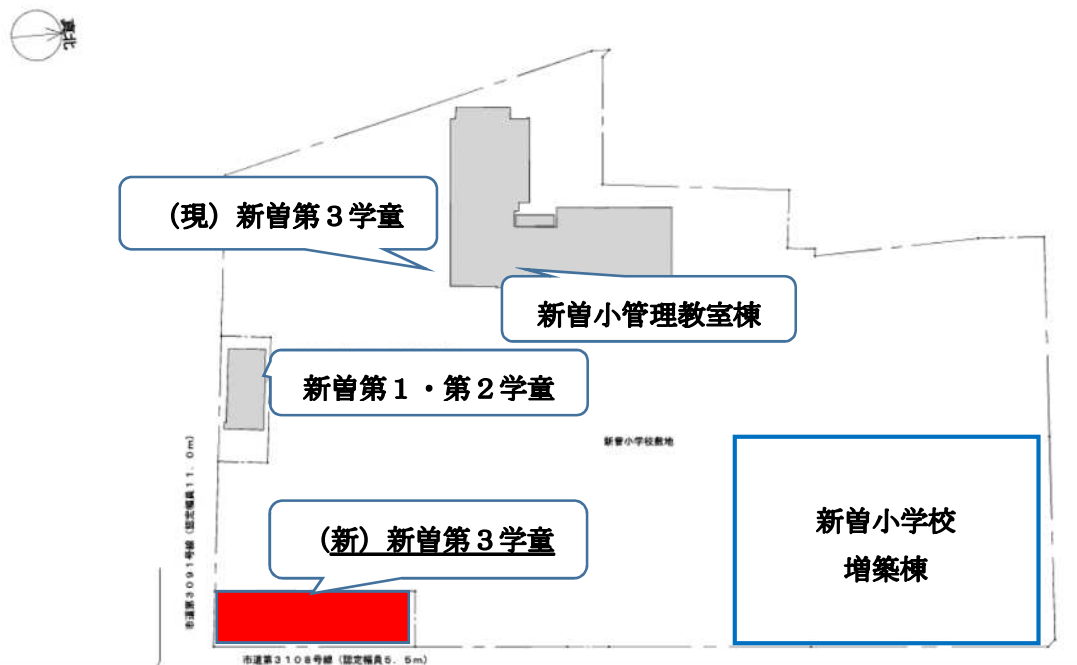 真北
（現）新曽第３学童
新曽小管理教室棟
新曽第１・第２学童
新曽小学校敷地
（新）新曽第３学童
新曽小学校
増築棟
市道第３０９１号線（認定幅員１１．０ｍ）
市道第３１０８号線（認定幅員５．５ｍ）